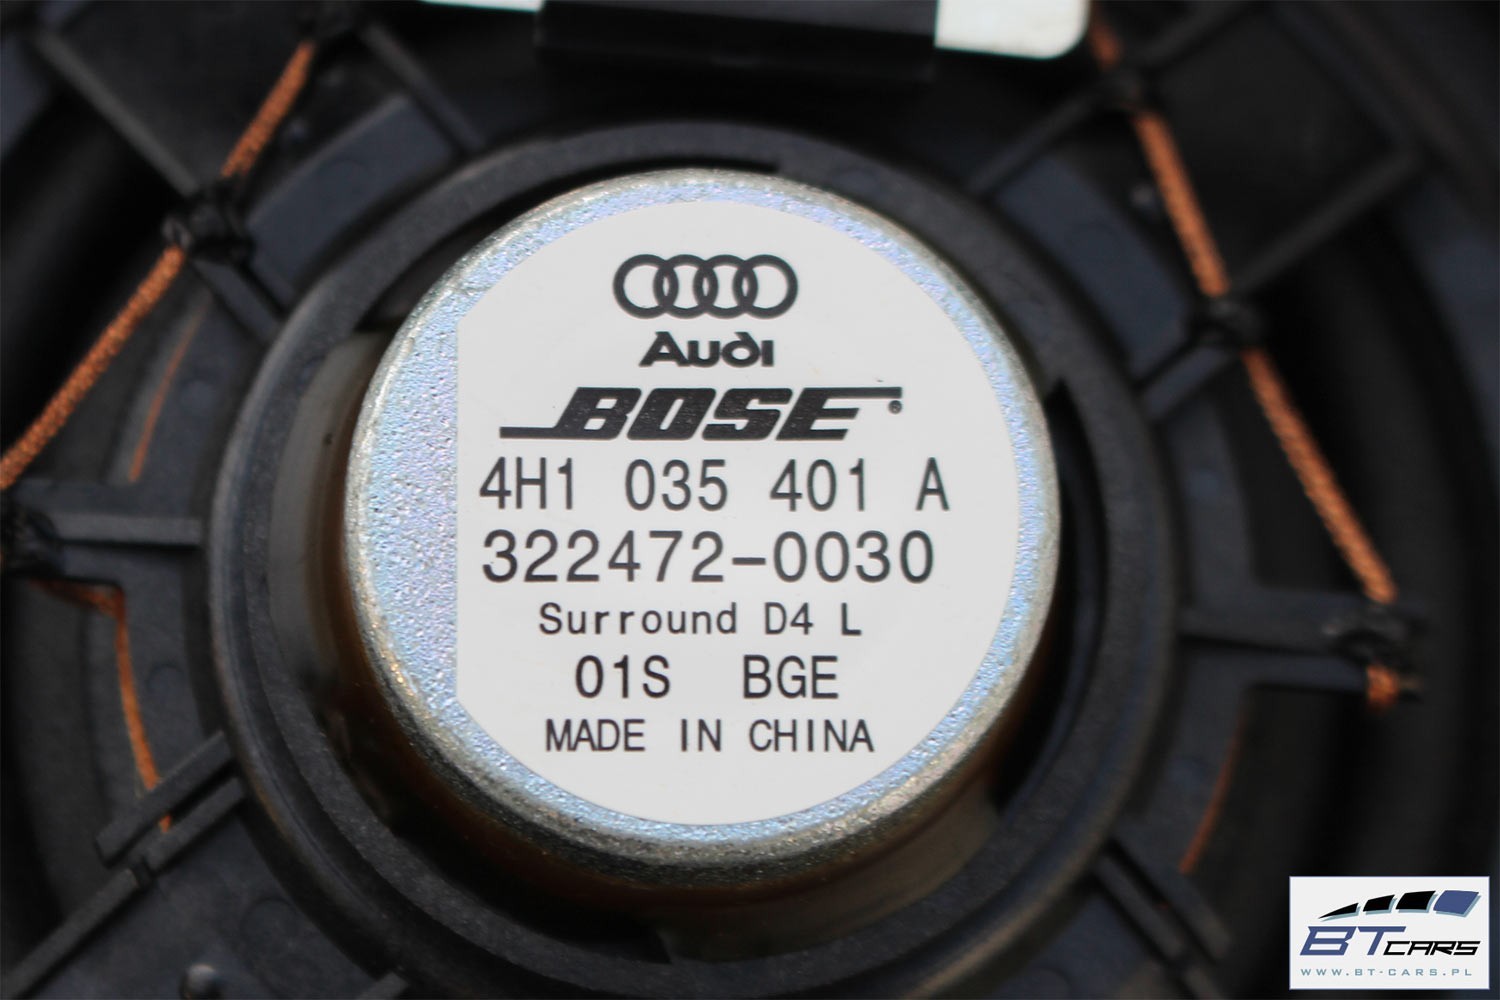 Audi
BOSE®
4H1 035 401 A
322472-0030
Surround D4 L
01S BGE
MADE IN CHINA
BT CARS
WWW.BT-CARS.PL